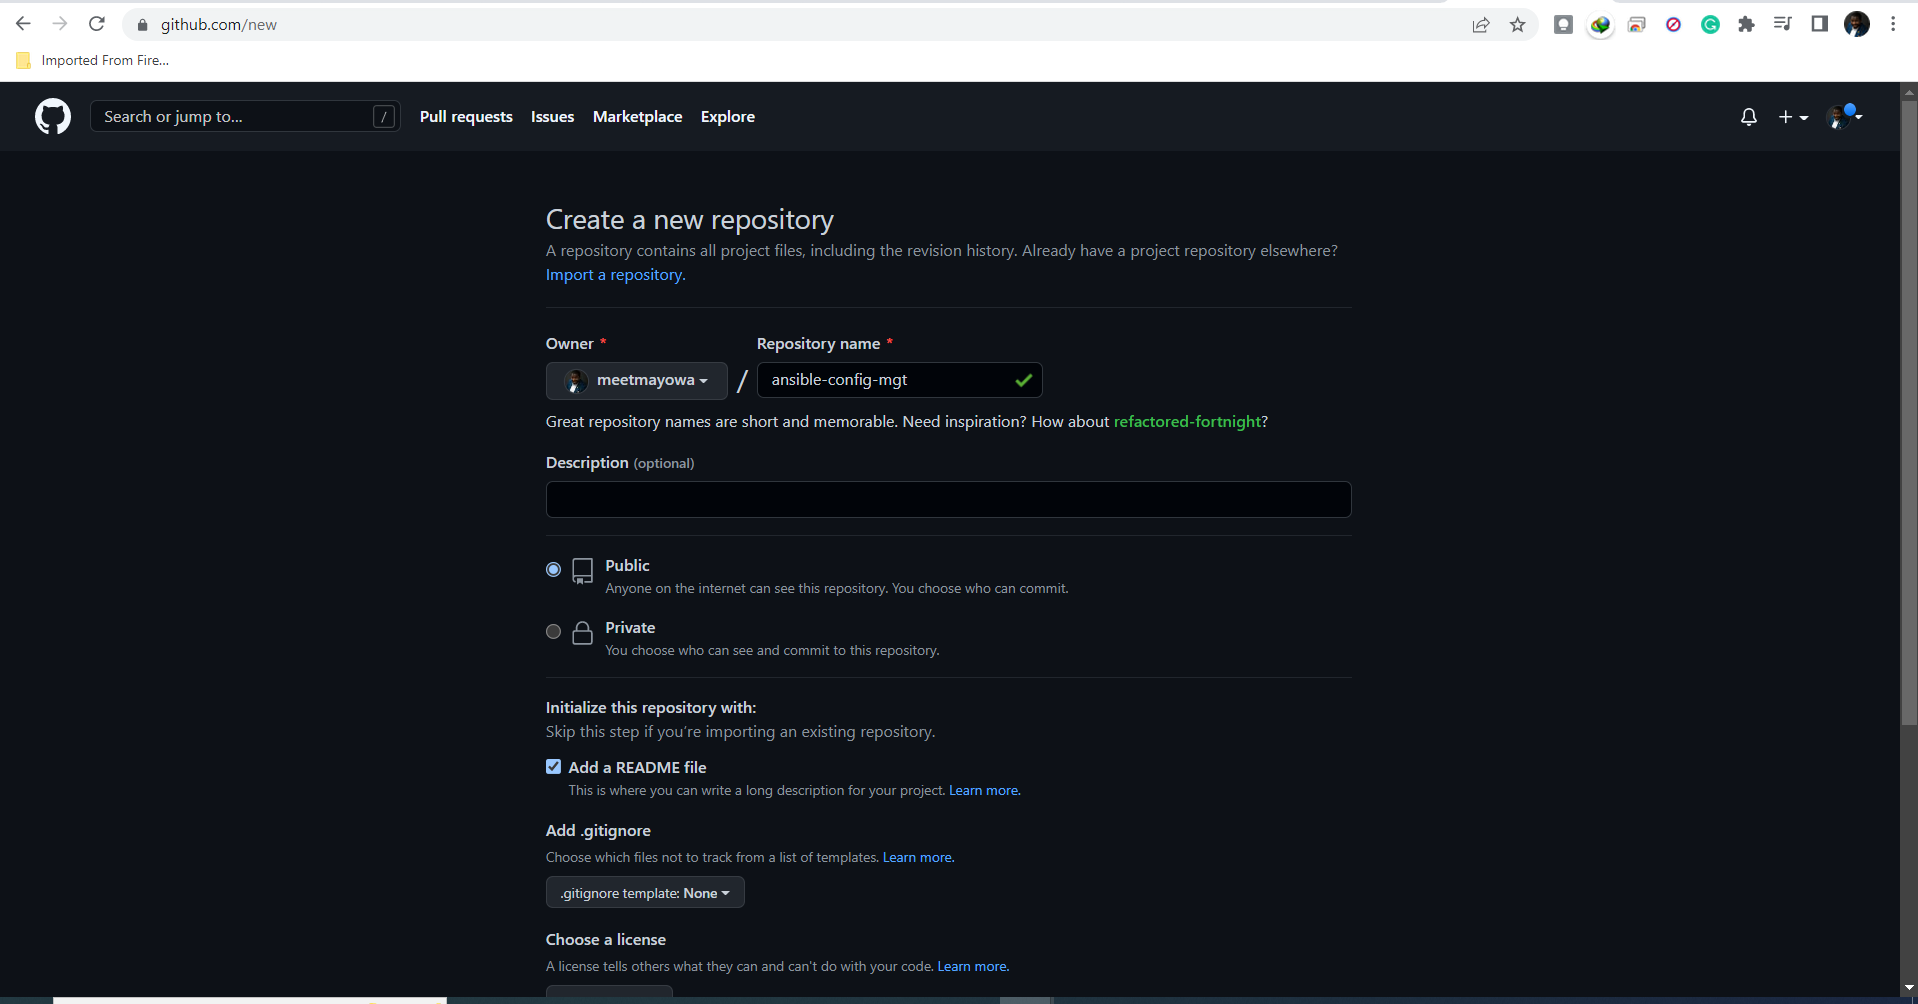 github.com/new
Imported From Fire...
Search or jump to... /
Pull requests Issues Marketplace Explore
Create a new repository
A repository contains all project files, including the revision history. Already have a project repository elsewhere?
Import a repository.
Owner * Repository name *
meetmayowa / ansible-config-mgt
Great repository names are short and memorable. Need inspiration? How about refactored-fortnight?
Description (optional)
Public
Anyone on the internet can see this repository. You choose who can commit.
Private
You choose who can see and commit to this repository.
Initialize this repository with:
Skip this step if you're importing an existing repository.
Add a README file
This is where you can write a long description for your project. Learn more.
Add .gitignore
Choose which files not to track from a list of templates. Learn more.
.gitignore template: None
Choose a license
A license tells others what they can and can't do with your code. Learn more.